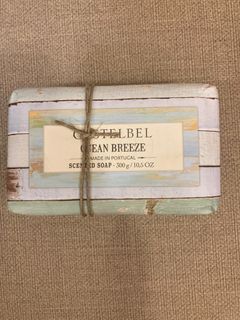 CASTELBEL
OCEAN BREEZE
MADE IN PORTUGAL
SCENTED SOAP · 300 g / 10,5 OZ